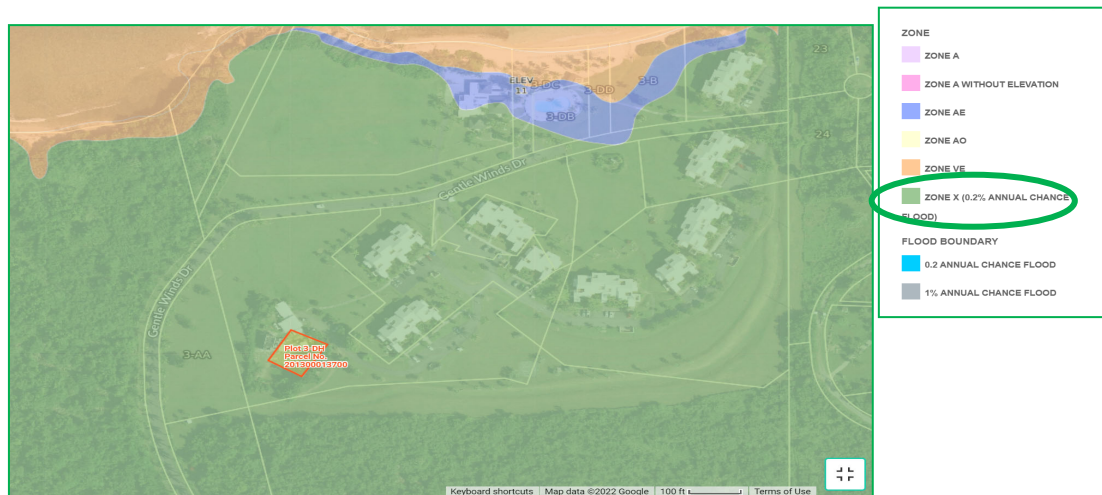 ELEV
11
3-DC
3-DD
3-B
3-DB
23
24
Gentle Winds Dr
Gentle Winds Dr
3-AA
Plot 3-DH
Parcel No.
201300013700
Keyboard shortcuts Map data ©2022 Google 100 ft Terms of Use
ZONE
ZONE A
ZONE A WITHOUT ELEVATION
ZONE AE
ZONE AO
ZONE VE
ZONE X (0.2% ANNUAL CHANCE
FLOOD)
FLOOD BOUNDARY
0.2 ANNUAL CHANCE FLOOD
1% ANNUAL CHANCE FLOOD